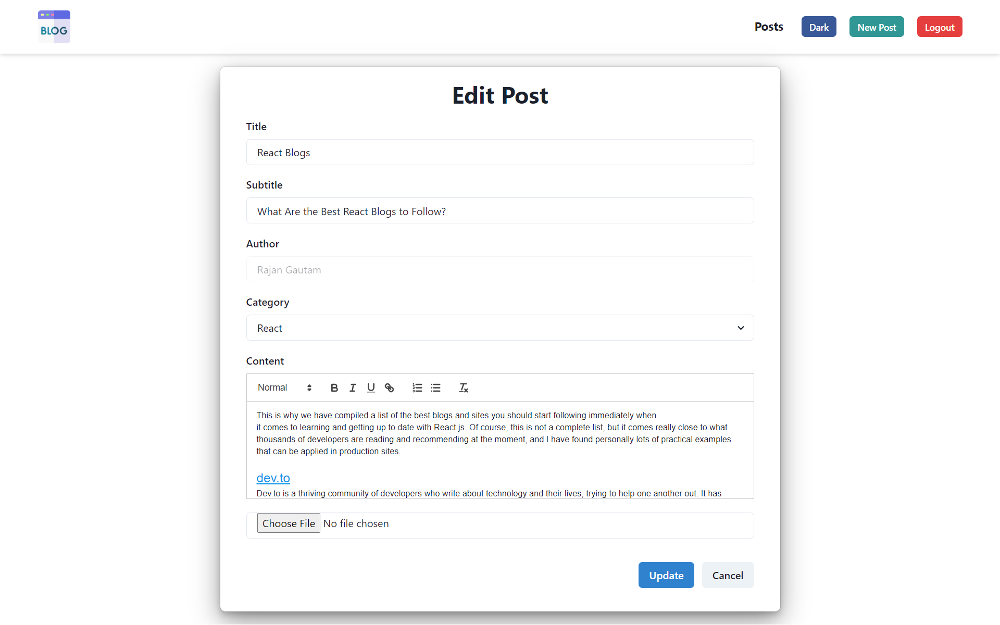 BLOG
Posts
Dark
New Post
Logout
Edit Post
Title
React Blogs
Subtitle
What Are the Best React Blogs to Follow?
Author
Rajan Gautam
Category
React
Content
Normal
This is why we have compiled a list of the best blogs and sites you should start following immediately when
it comes to learning and getting up to date with React.js. Of course, this is not a complete list, but it comes really close to what
thousands of developers are reading and recommending at the moment, and I have found personally lots of practical examples
that can be applied in production sites.
dev.to
Dev.to is a thriving community of developers who write about technology and their lives, trying to help one another out. It has
Choose File No file chosen
Update
Cancel